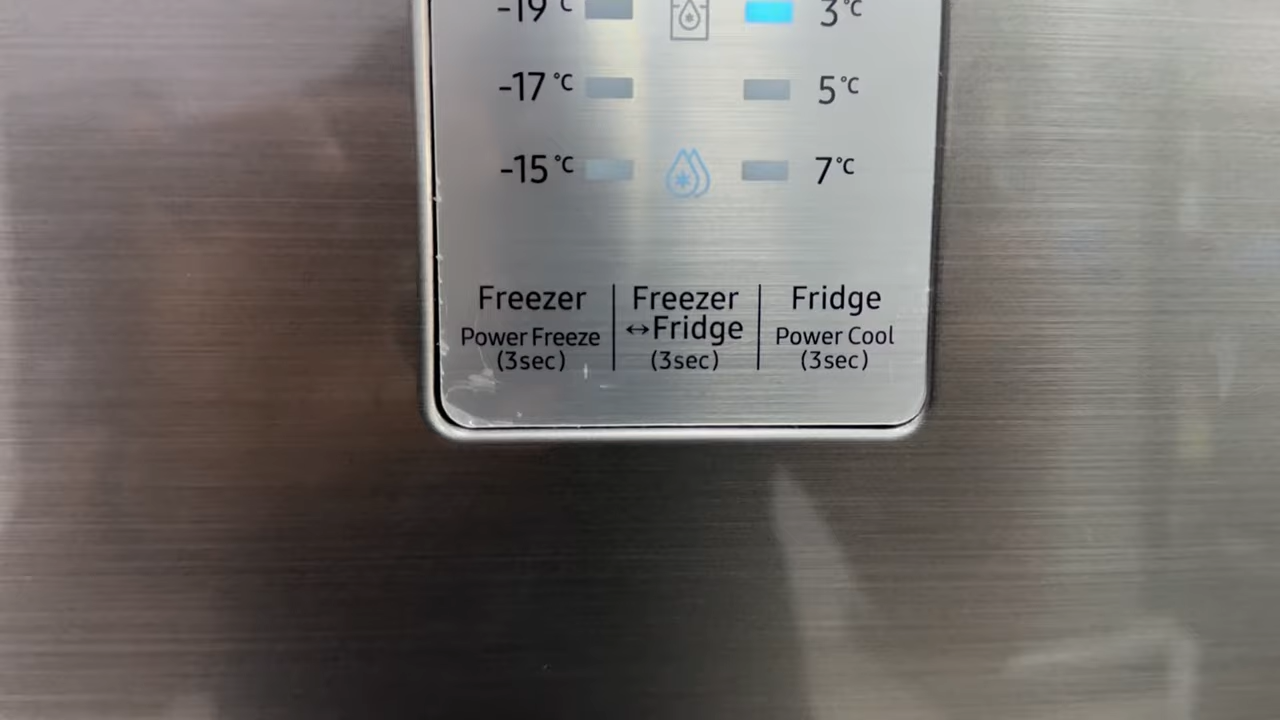 -19 °C 3 °C
-17 °C 5 °C
-15 °C 7 °C
Freezer
Power Freeze
(3sec)
Freezer
↔Fridge
(3sec)
Fridge
Power Cool
(3sec)